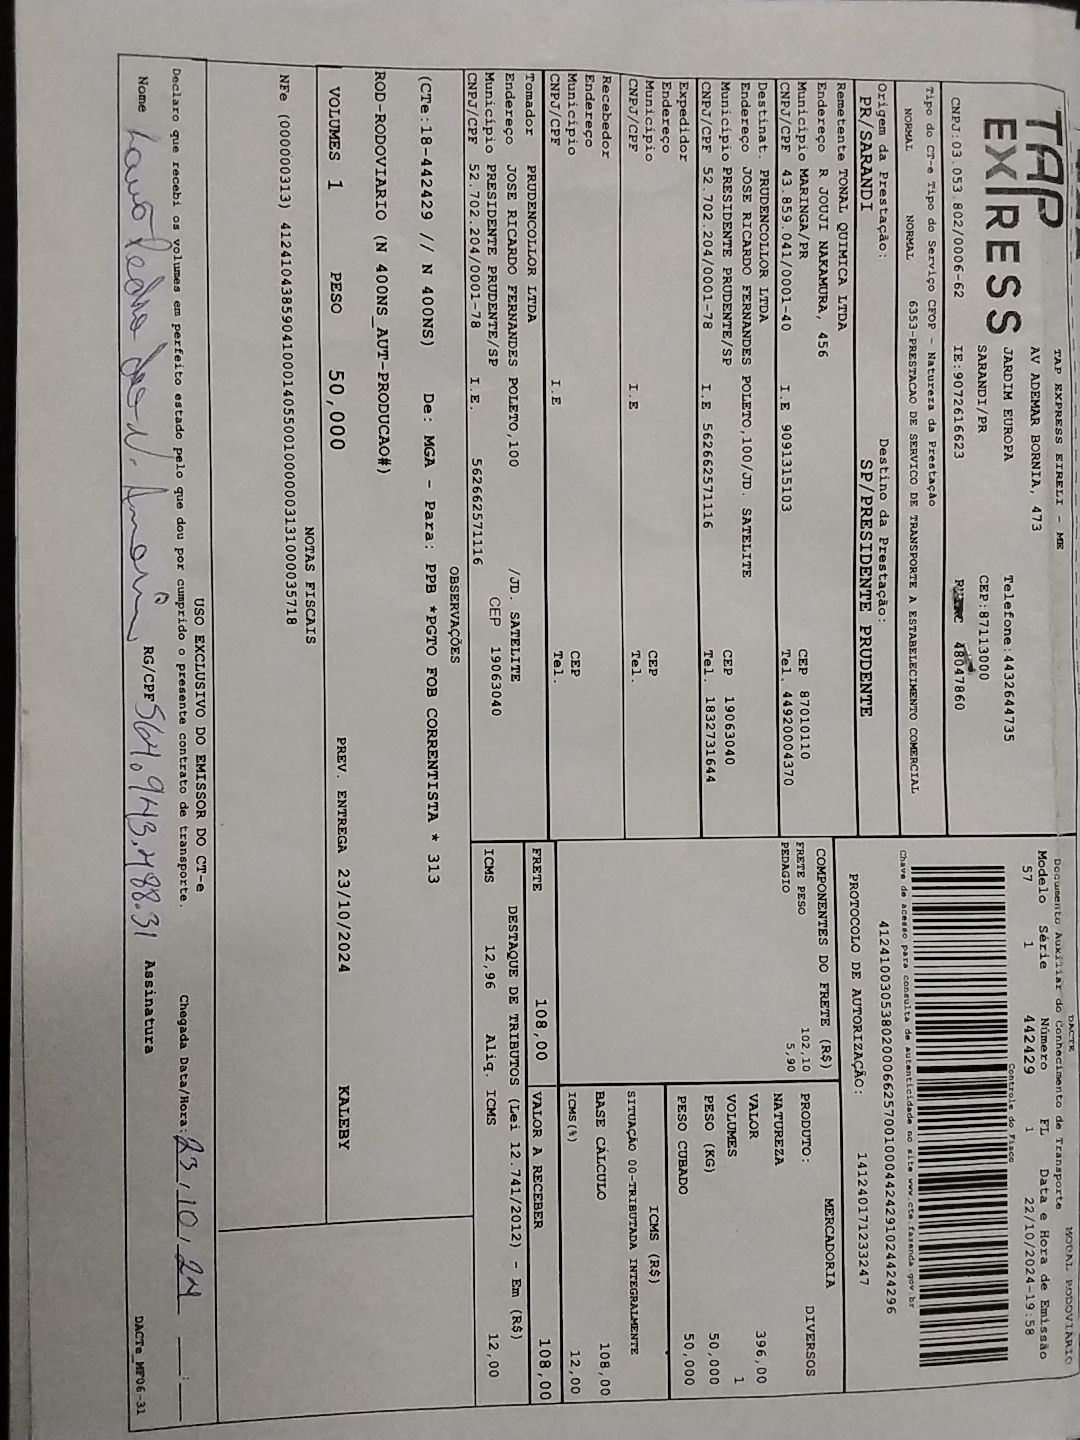 TAP EXPRESS EIRELI - ME
AV ADEMAR BORNIA, 473
JARDIM EUROPA
SARANDI/PR
Telefone:4432644735
CEP:87113000
TAP
EXPRESS
CNPJ:03.053.802/0006-62 IE:9072616623 48047860
Tipo do CT-e Tipo do Serviço CFOP - Natureza da Prestação
NORMAL NORMAL 6353-PRESTACAO DE SERVICO DE TRANSPORTE A ESTABELECIMENTO COMERCIAL
Origem da Prestação: Destino da Prestação:
PR/SARANDI SP/PRESIDENTE PRUDENTE
Remetente TONAL QUIMICA LTDA
Endereço R JOUJI NAKAMURA, 456
Município MARINGA/PR CEP 87010110
CNPJ/CPF 43.859.041/0001-40 I.E 9091315103 Tel. 44920004370
Destinat. PRUDENCOLLOR LTDA
Endereço JOSE RICARDO FERNANDES POLETO,100/JD. SATELITE
Município PRESIDENTE PRUDENTE/SP CEP 19063040
CNPJ/CPF 52.702.204/0001-78 I.E 562662571116 Tel. 1832731644
Expedidor
Endereço
Município CEP
CNPJ/CPF I.E Tel.
Recebedor
Endereço
Município CEP
CNPJ/CPF I.E Tel.
Tomador PRUDENCOLLOR LTDA
Endereço JOSE RICARDO FERNANDES POLETO,100 /JD. SATELITE
Município PRESIDENTE PRUDENTE/SP CEP 19063040
CNPJ/CPF 52.702.204/0001-78 I.E. 562662571116
DACTE
Documento Auxiliar do Conhecimento de Transporte
MODAL RODOVIÁRIO
Modelo Série Número FL Data e Hora de Emissão
57 1 442429 1 22/10/2024-19:58
Controle do Fisco
Chave de acesso para consulta de autenticidade no site www.cte.fazenda.gov.br
41241003053802000662570010004424291024424296
PROTOCOLO DE AUTORIZAÇÃO: 141240171233247
COMPONENTES DO FRETE (R$)
FRETE PESO 102,10
PEDAGIO 5,90
MERCADORIA
PRODUTO: DIVERSOS
NATUREZA
VALOR 396,00
VOLUMES 1
PESO (KG) 50,000
PESO CUBADO 50,000
ICMS (R$)
SITUAÇÃO 00-TRIBUTADA INTEGRALMENTE
BASE CÁLCULO 108,00
ICMS(%) 12,00
FRETE 108,00 VALOR A RECEBER 108,00
DESTAQUE DE TRIBUTOS (Lei 12.741/2012) - Em (R$)
ICMS 12,96 Aliq. ICMS 12,00
OBSERVAÇÕES
(CTe:18-442429 // N 400NS) De: MGA - Para: PPB *PGTO FOB CORRENTISTA * 313
ROD-RODOVIARIO (N 400NS_AUT-PRODUCAO#)
VOLUMES 1 PESO 50,000 PREV. ENTREGA 23/10/2024 KALEBY
NOTAS FISCAIS
NFe (000000313) 41241043859041000140550010000003131000035718
USO EXCLUSIVO DO EMISSOR DO CT-e
Declaro que recebi os volumes em perfeito estado pelo que dou por cumprido o presente contrato de transporte. Chegada Data/Hora: 23/10/24 __:__
Nome Pedro RG/CPF 564.943.488.31 Assinatura
DACTe_MF06-31